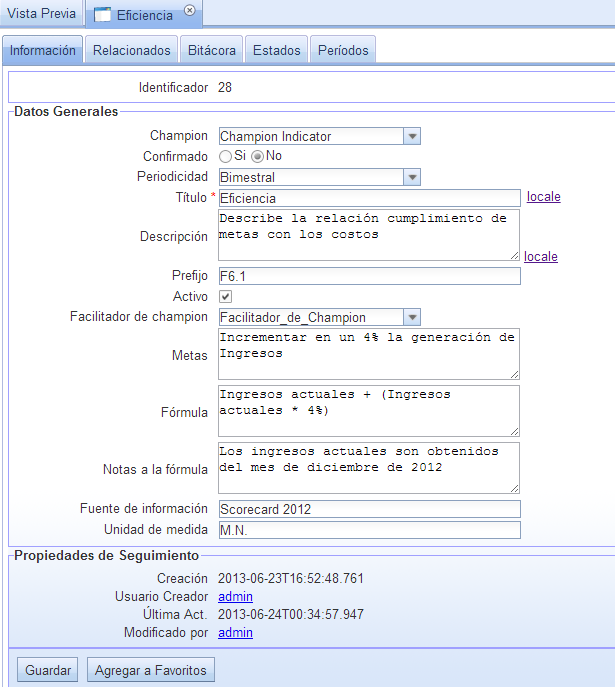 Vista Previa Eficiencia
Información Relacionados Bitácora Estados Períodos
Identificador 28
Datos Generales
Champion Champion Indicator
Confirmado Si No
Periodicidad Bimestral
Título * Eficiencia locale
Descripción Describe la relación cumplimiento de
metas con los costos
locale
Prefijo F6.1
Activo
Facilitador de champion Facilitador_de_Champion
Metas Incrementar en un 4% la generación de
Ingresos
Fórmula Ingresos actuales + (Ingresos
actuales * 4%)
Notas a la fórmula Los ingresos actuales son obtenidos
del mes de diciembre de 2012
Fuente de información Scorecard 2012
Unidad de medida M.N.
Propiedades de Seguimiento
Creación 2013-06-23T16:52:48.761
Usuario Creador admin
Última Act. 2013-06-24T00:34:57.947
Modificado por admin
Guardar Agregar a Favoritos